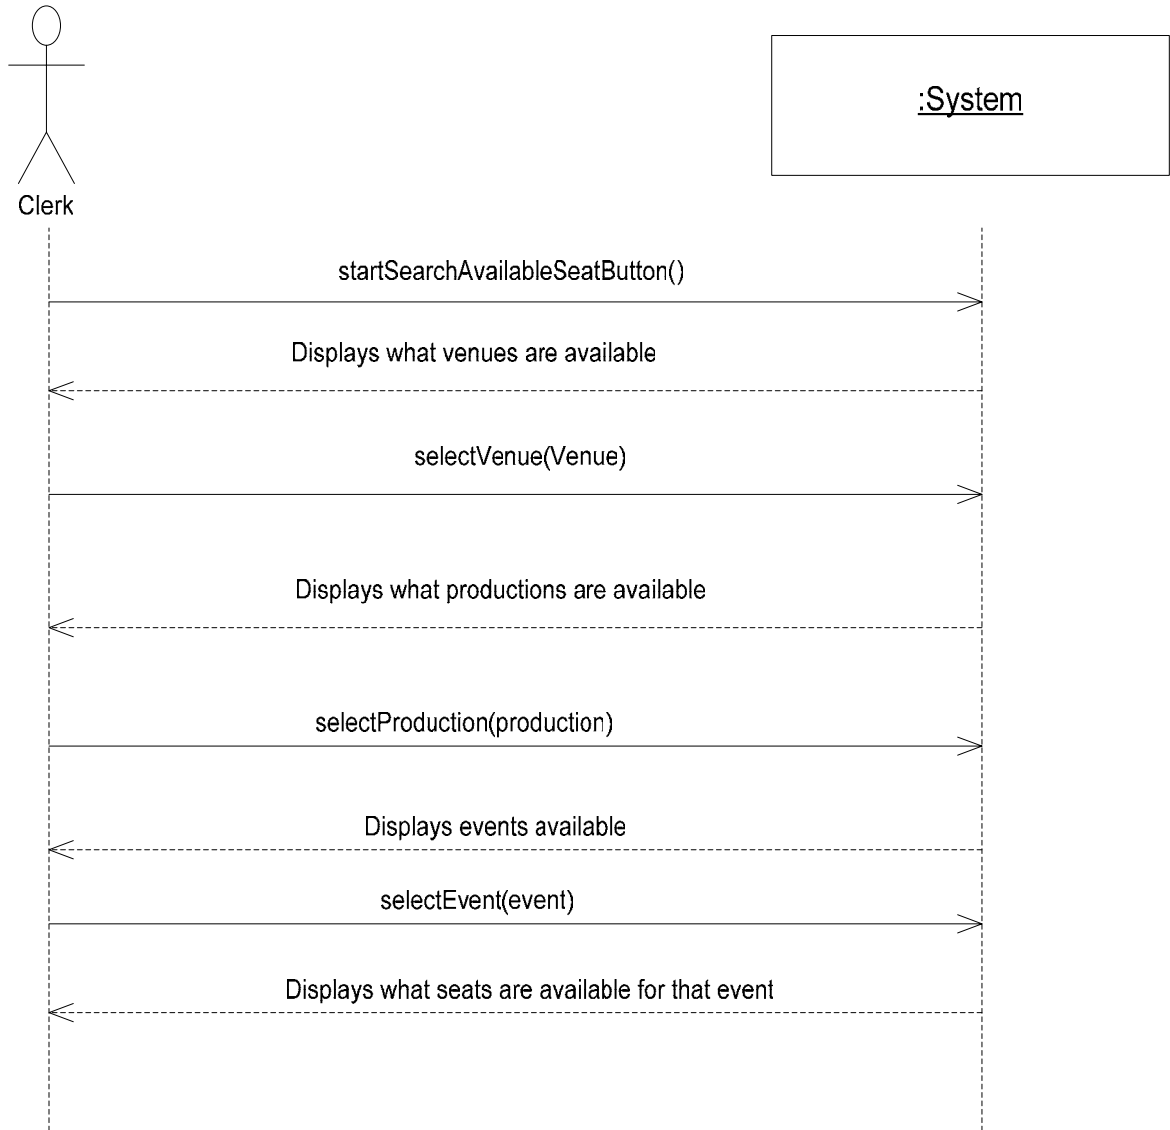 :System
Clerk
startSearchAvailableSeatButton()
Displays what venues are available
selectVenue(Venue)
Displays what productions are available
selectProduction(production)
Displays events available
selectEvent(event)
Displays what seats are available for that event